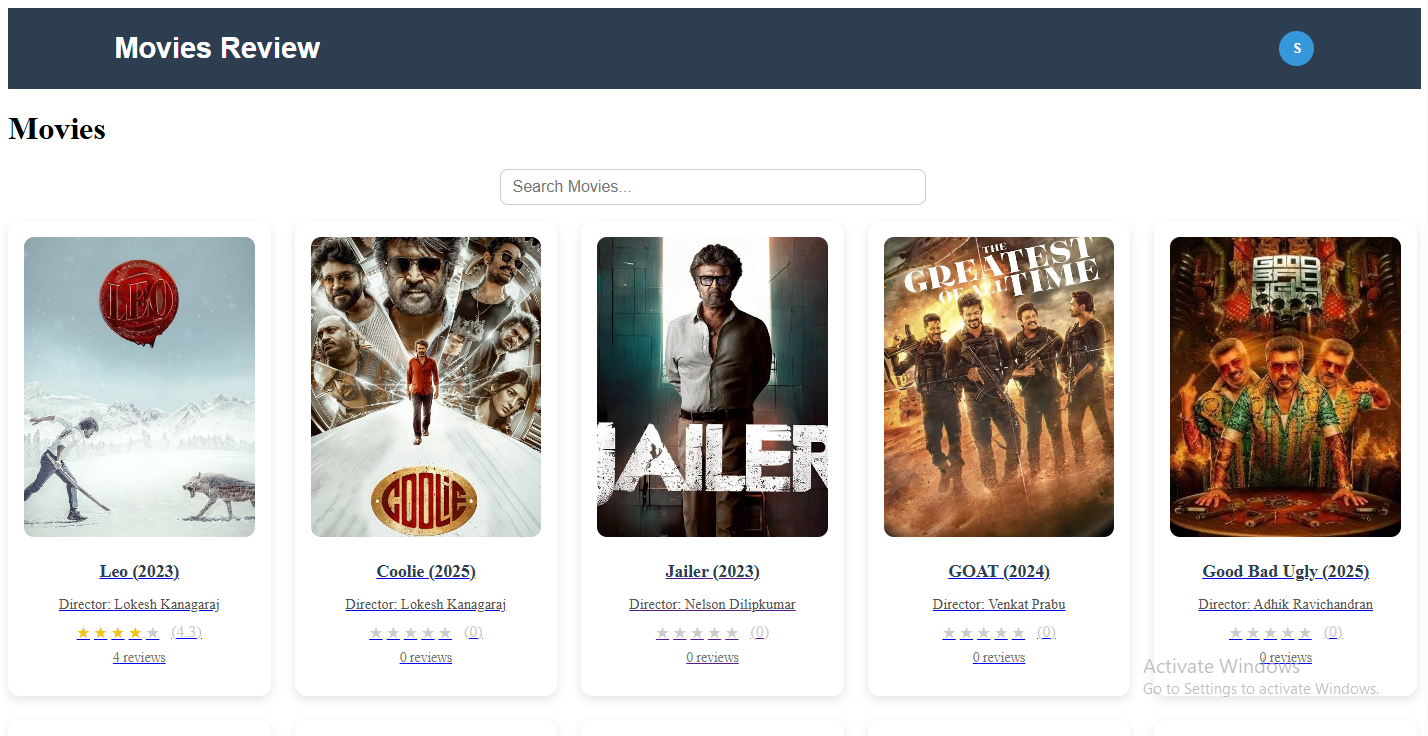 Movies Review
S
Movies
Search Movies...
LEO
COOLIE
JAILER
THE
GREATEST
OF ALL TIME
GOOD
BAD
UGLY
Leo (2023)
Director: Lokesh Kanagaraj
★ ★ ★ ★ ★ (4.3)
4 reviews
Coolie (2025)
Director: Lokesh Kanagaraj
★ ★ ★ ★ ★ (0)
0 reviews
Jailer (2023)
Director: Nelson Dilipkumar
★ ★ ★ ★ ★ (0)
0 reviews
GOAT (2024)
Director: Venkat Prabu
★ ★ ★ ★ ★ (0)
0 reviews
Good Bad Ugly (2025)
Director: Adhik Ravichandran
★ ★ ★ ★ ★ (0)
0 reviews
Activate Windows
Go to Settings to activate Windows.